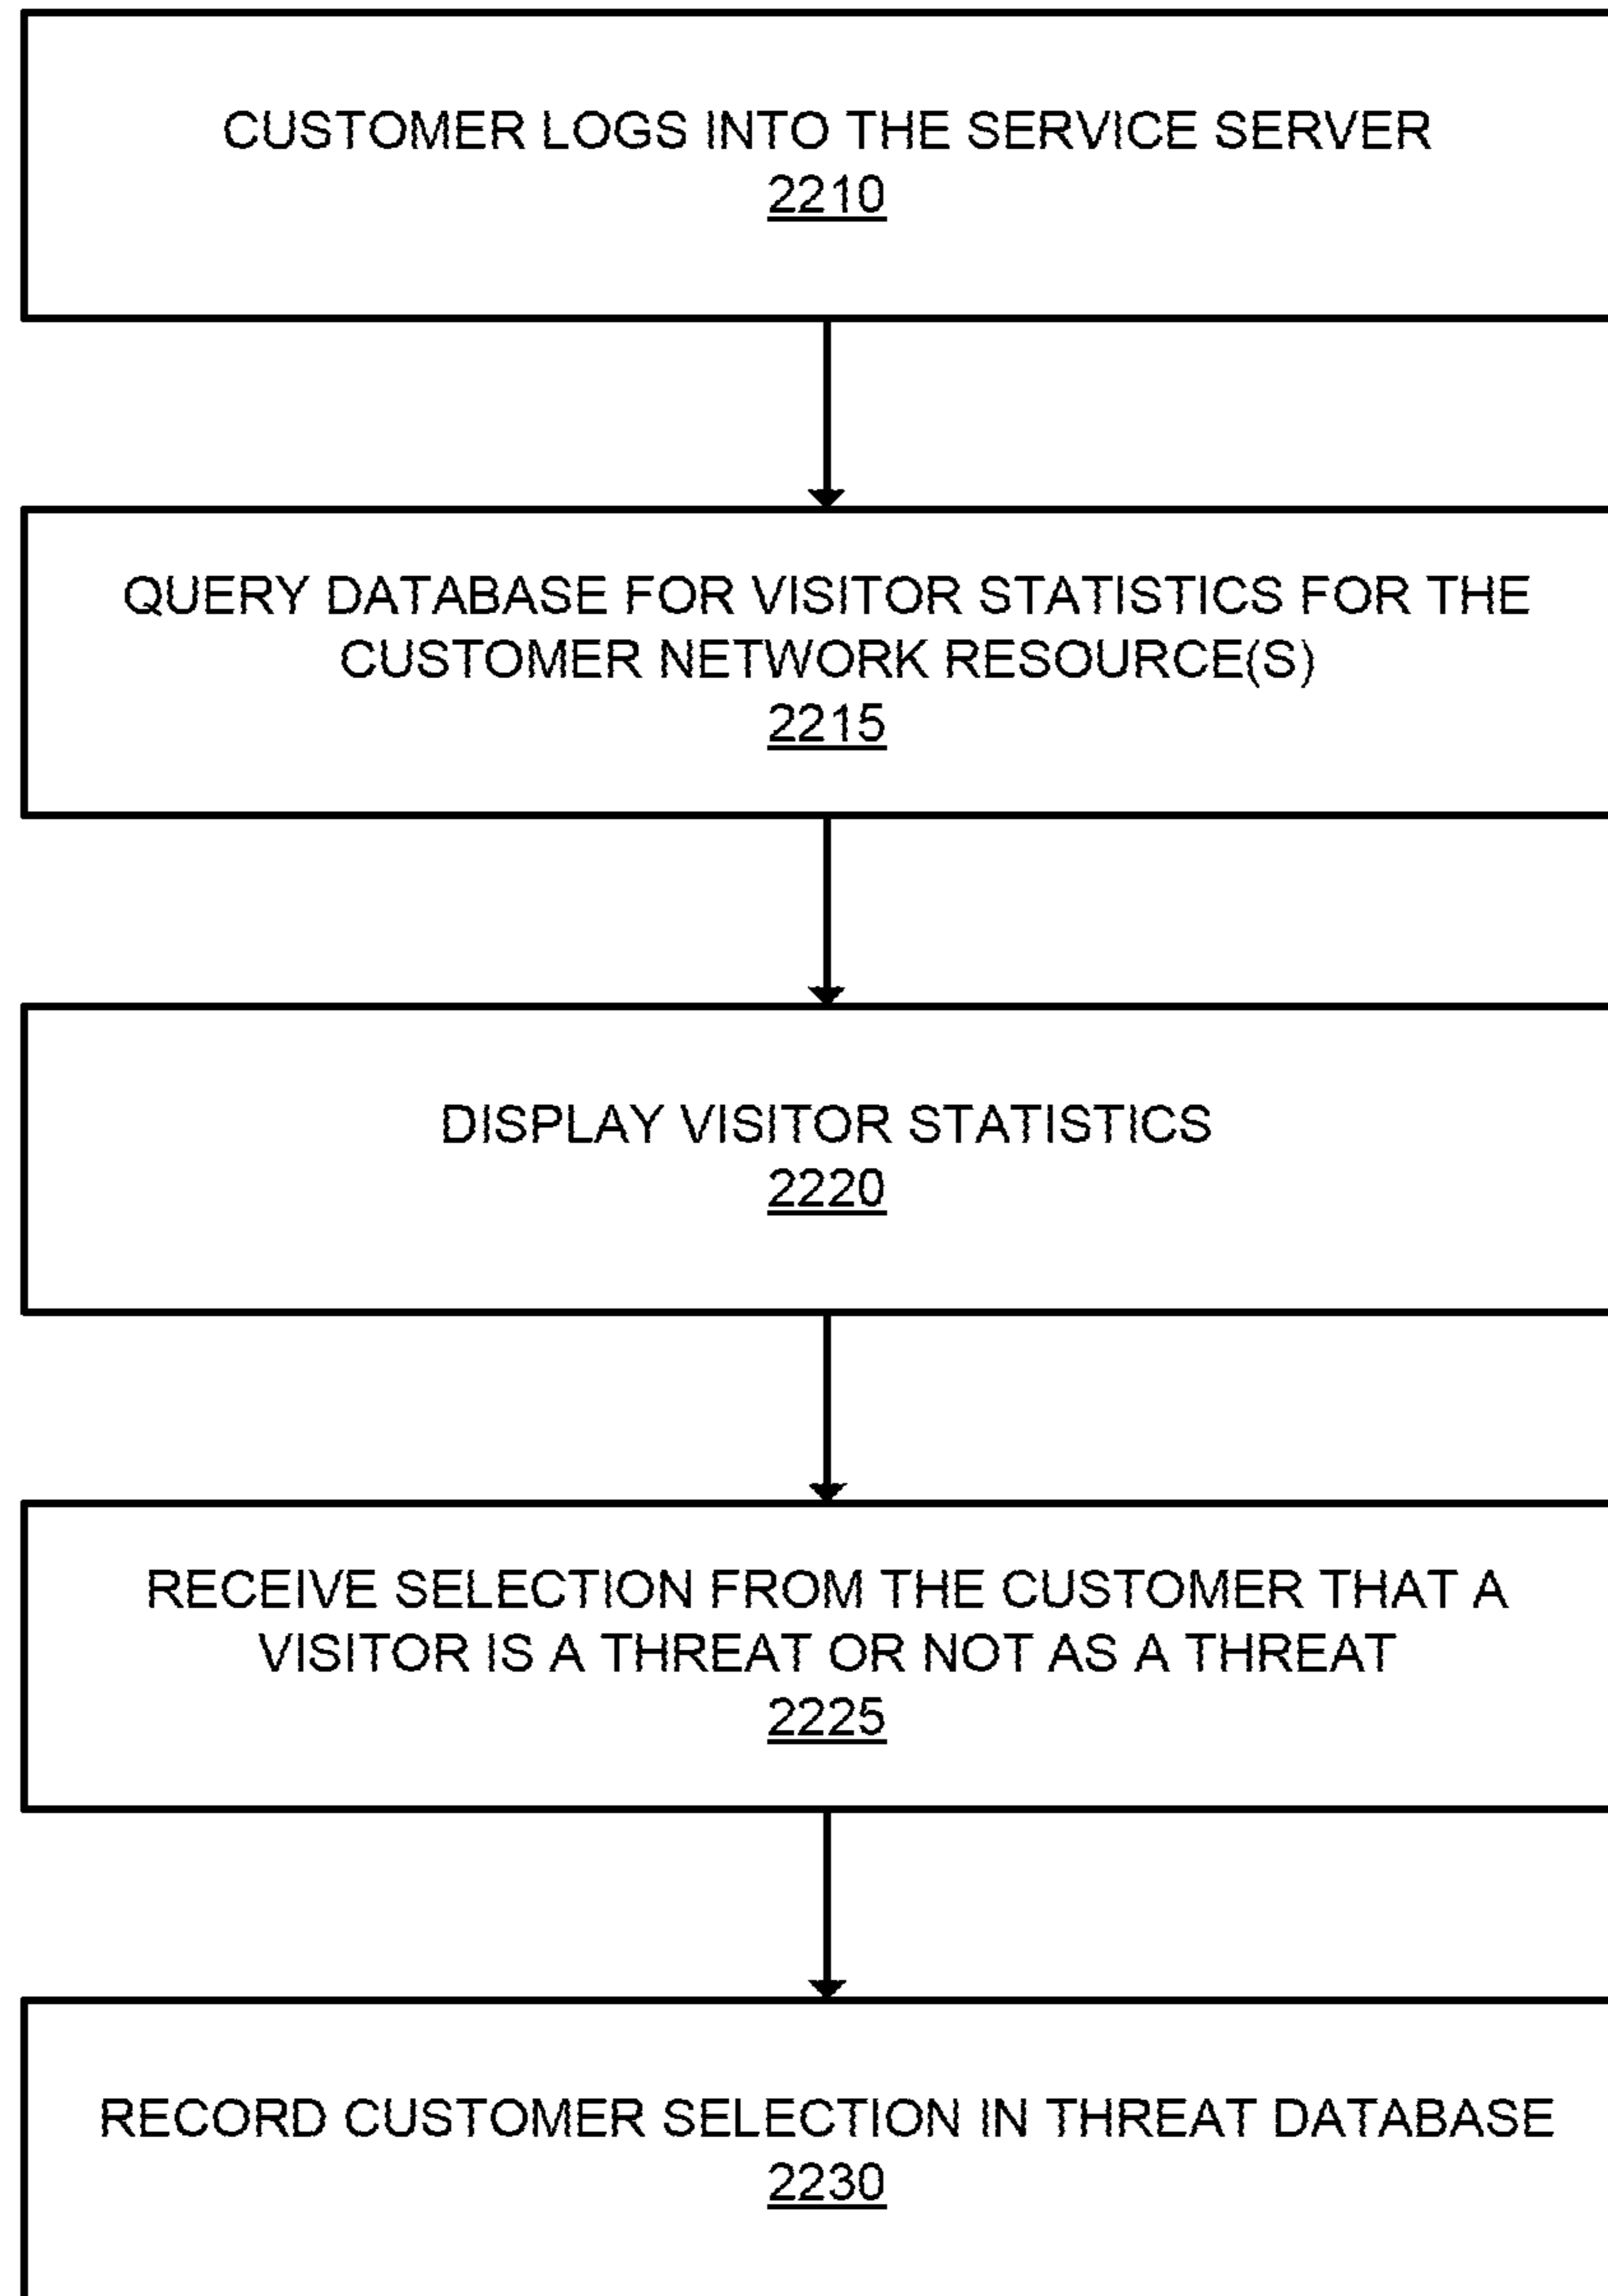 CUSTOMER LOGS INTO THE SERVICE SERVER
2210
QUERY DATABASE FOR VISITOR STATISTICS FOR THE
CUSTOMER NETWORK RESOURCE(S)
2215
DISPLAY VISITOR STATISTICS
2220
RECEIVE SELECTION FROM THE CUSTOMER THAT A
VISITOR IS A THREAT OR NOT AS A THREAT
2225
RECORD CUSTOMER SELECTION IN THREAT DATABASE
2230